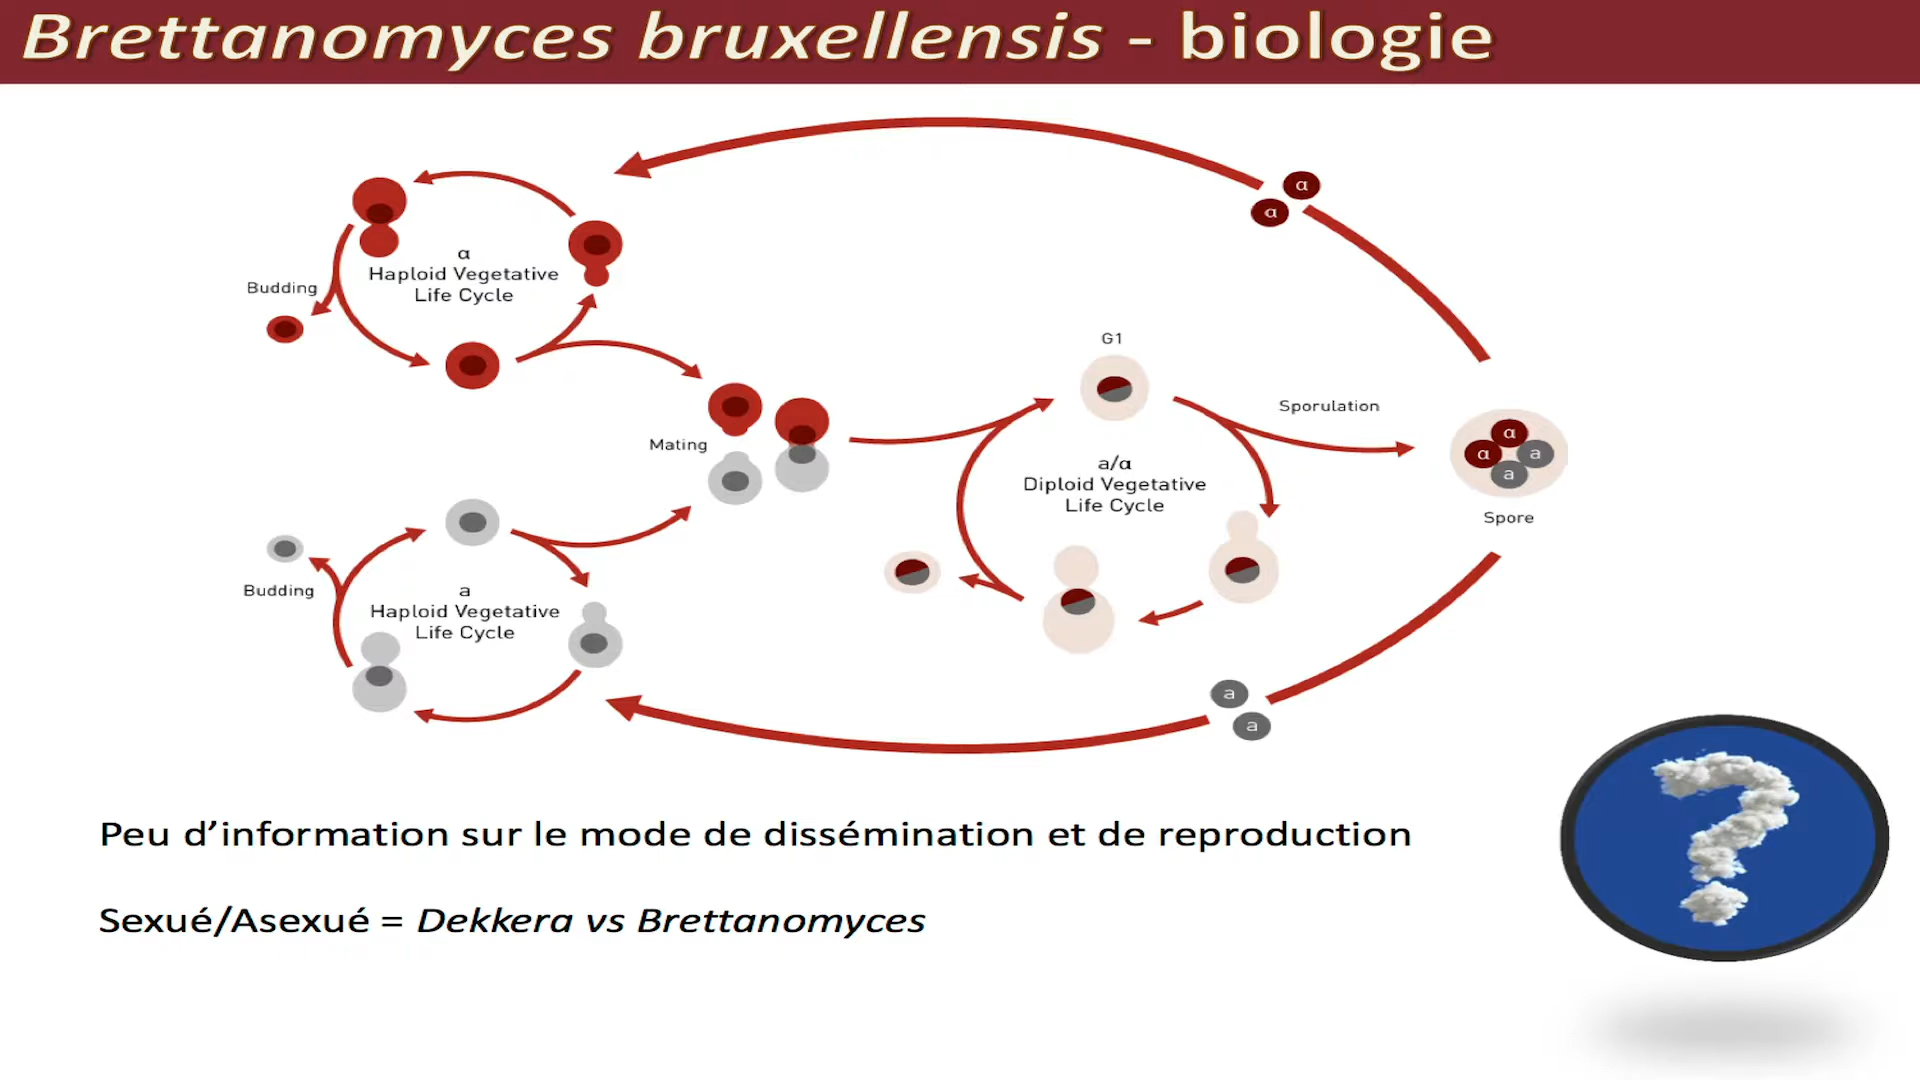 Brettanomyces bruxellensis - biologie
α
α
α
Haploid Vegetative
Life Cycle
Budding
G1
Sporulation
Mating
α
α
a
a
a/α
Diploid Vegetative
Life Cycle
Spore
Budding
a
Haploid Vegetative
Life Cycle
a
a
Peu d’information sur le mode de dissémination et de reproduction
Sexué/Asexué = Dekkera vs Brettanomyces
?